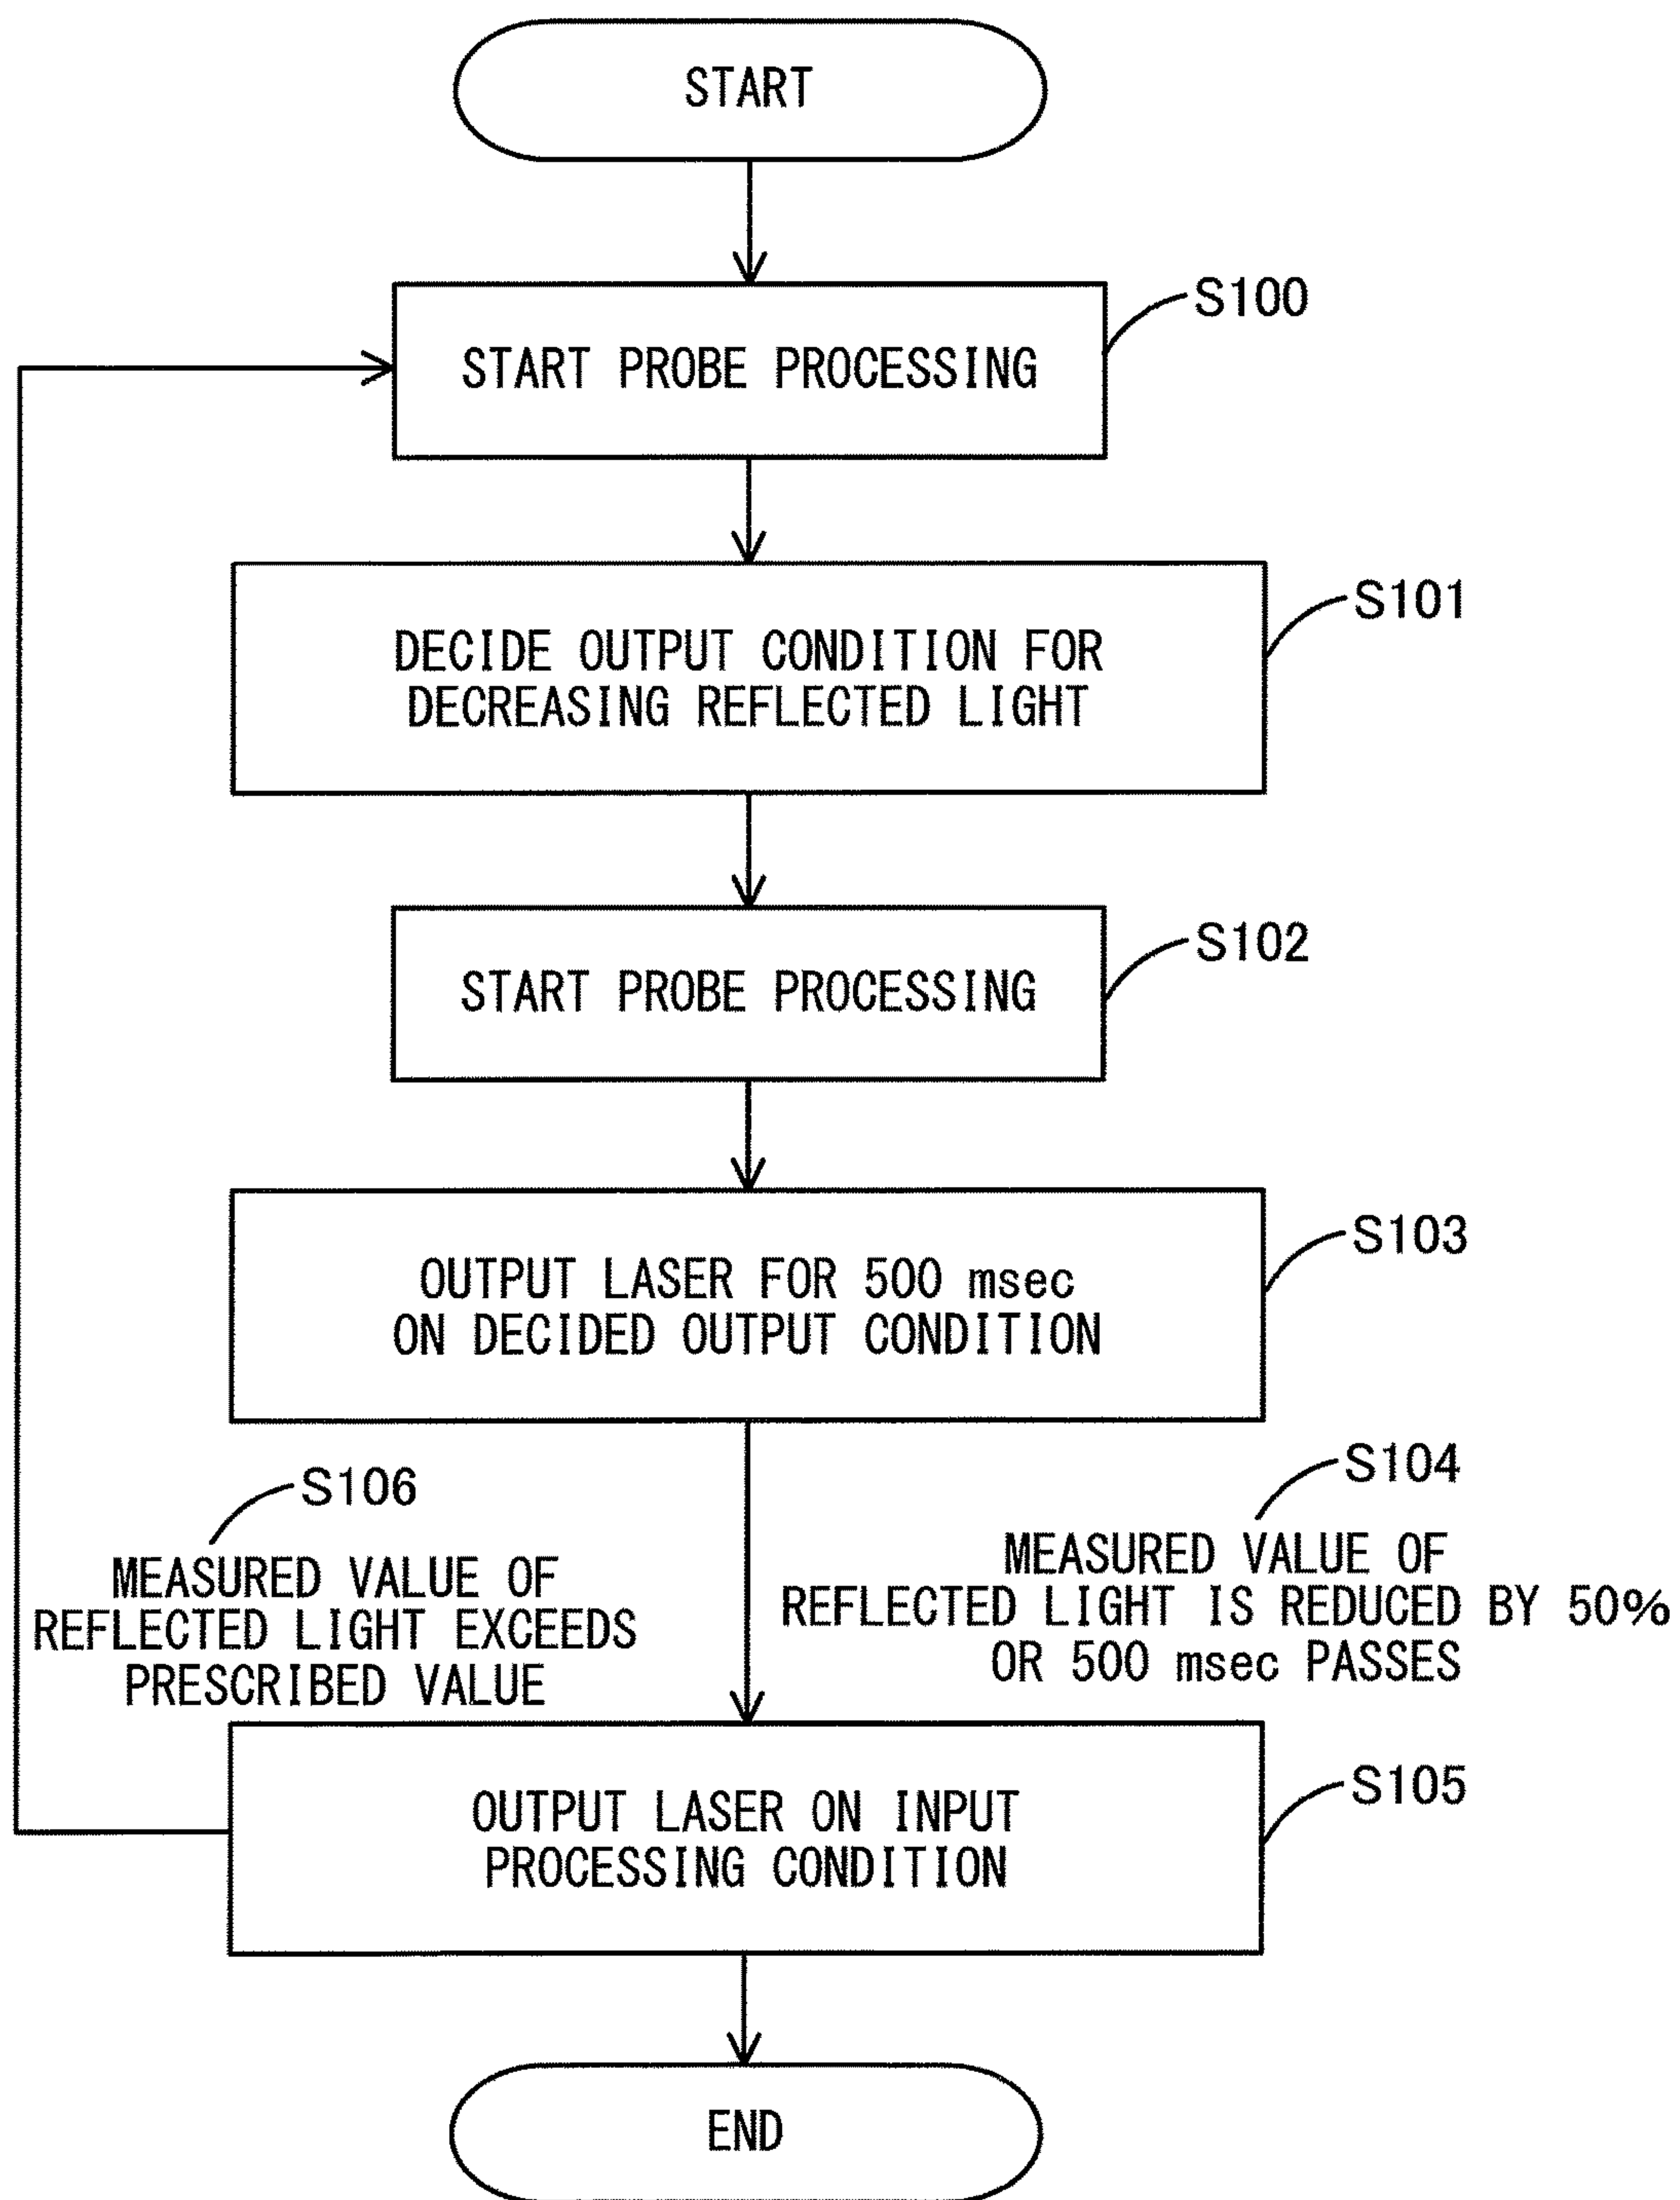 START
S100
START PROBE PROCESSING
S101
DECIDE OUTPUT CONDITION FOR
DECREASING REFLECTED LIGHT
S102
START PROBE PROCESSING
S103
OUTPUT LASER FOR 500 msec
ON DECIDED OUTPUT CONDITION
S106
MEASURED VALUE OF
REFLECTED LIGHT EXCEEDS
PRESCRIBED VALUE
S104
MEASURED VALUE OF
REFLECTED LIGHT IS REDUCED BY 50%
OR 500 msec PASSES
S105
OUTPUT LASER ON INPUT
PROCESSING CONDITION
END